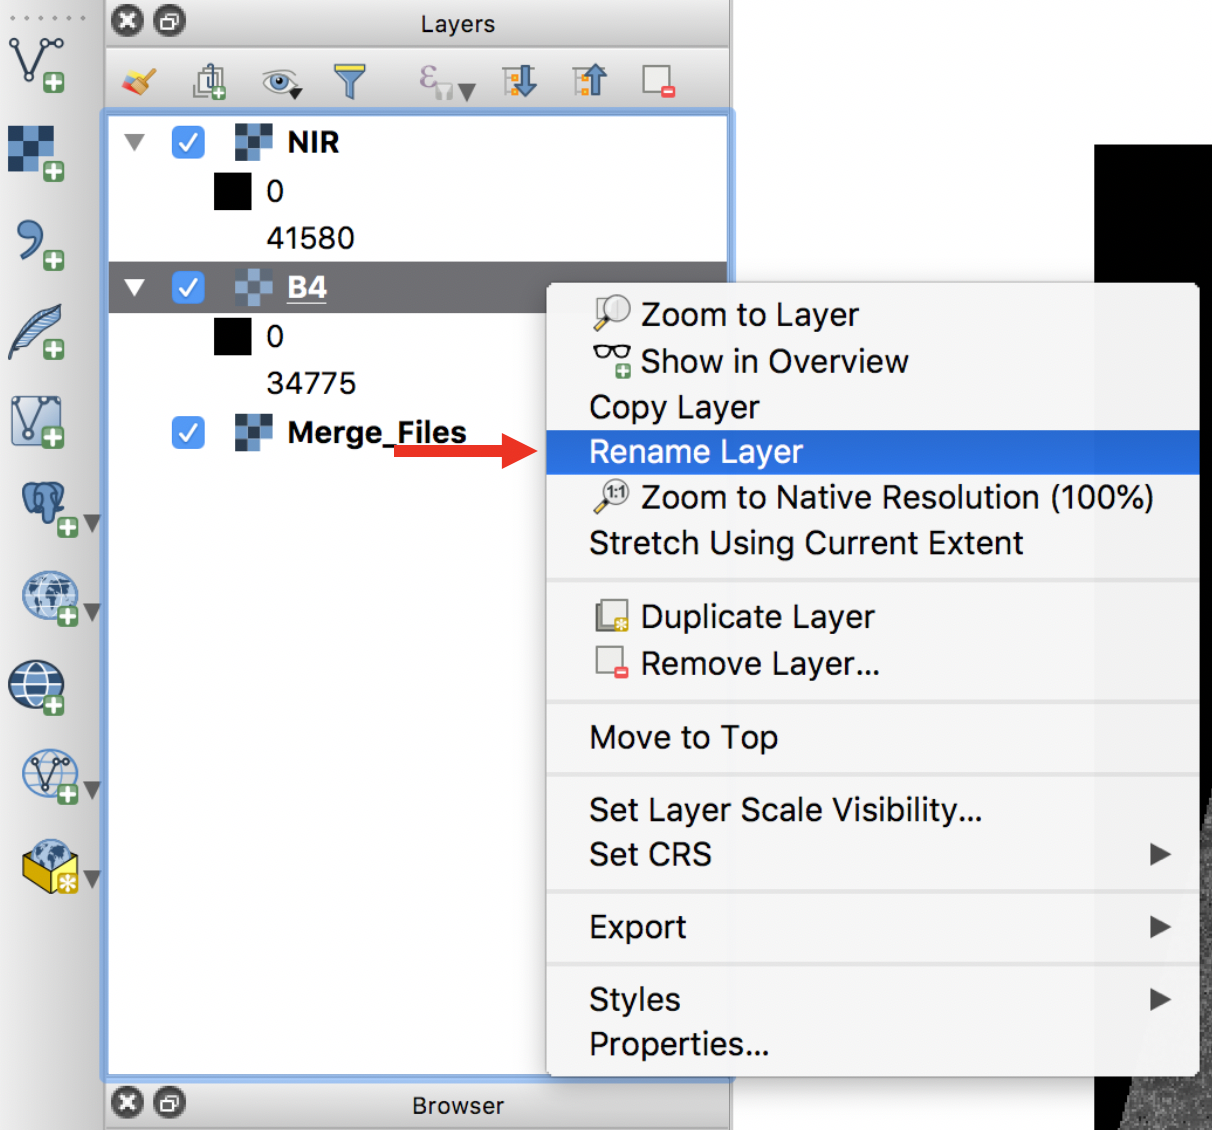 Layers
NIR
0
41580
B4
0
34775
Merge_Files
Zoom to Layer
Show in Overview
Copy Layer
Rename Layer
1:1 Zoom to Native Resolution (100%)
Stretch Using Current Extent
Duplicate Layer
Remove Layer...
Move to Top
Set Layer Scale Visibility...
Set CRS
Export
Styles
Properties...
Browser